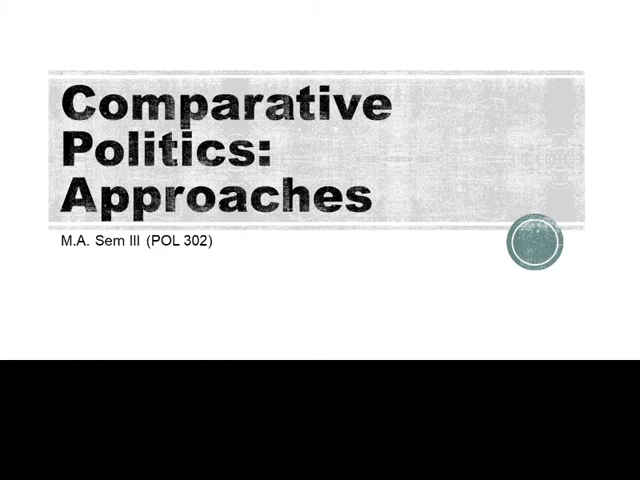 Comparative
Politics:
Approaches
M.A. Sem III (POL 302)